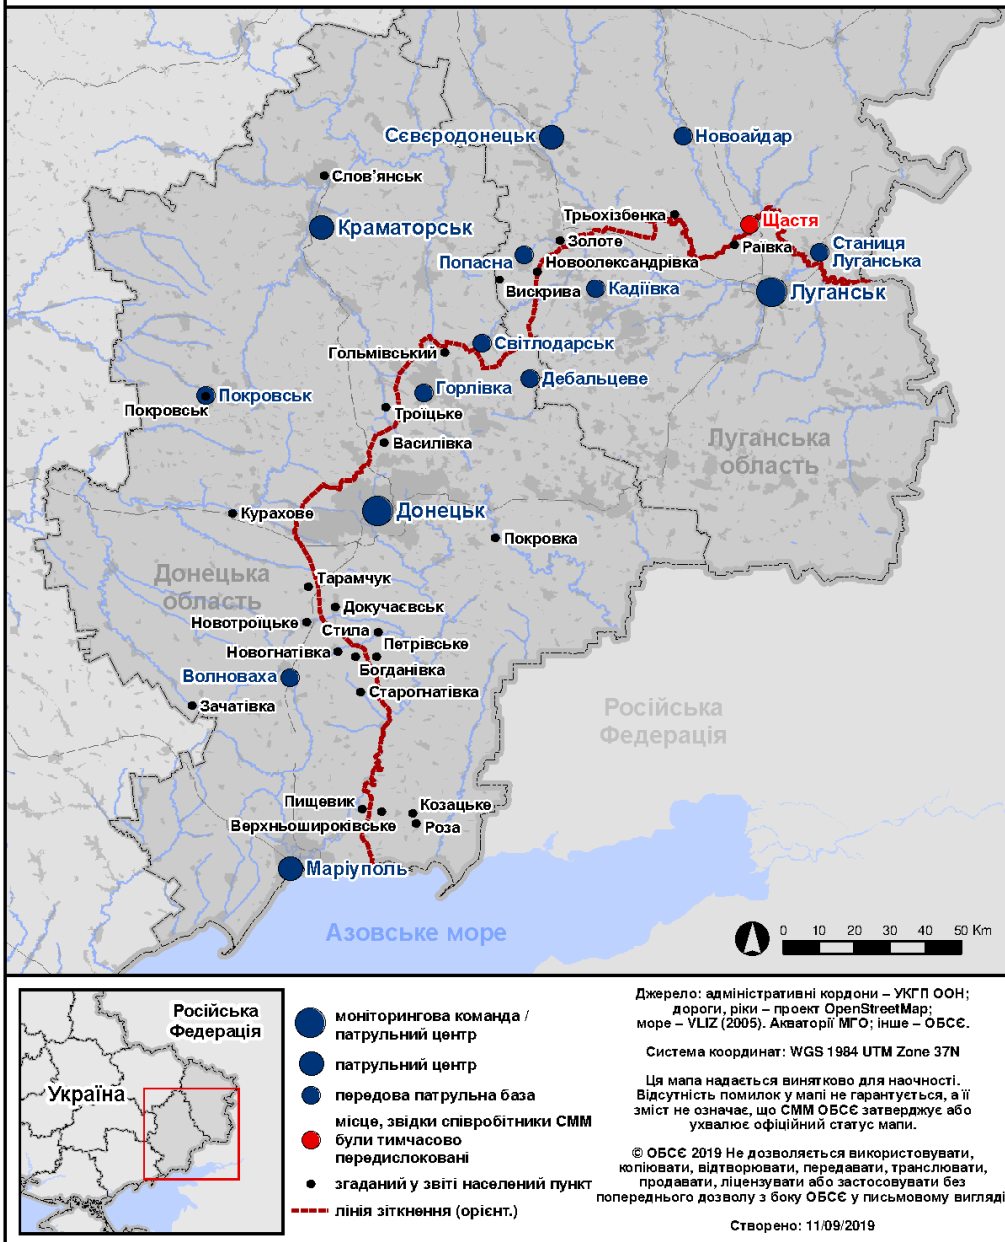 Сєвєродонецьк
Новоайдар
Слов'янськ
Трьохізбенка
Щастя
Краматорськ
Золоте
Раївка
Станиця
Луганська
Попасна
Новоолександрівка
Вискрива
Кадіївка
Луганськ
Світлодарськ
Гольмівський
Дебальцеве
Горлівка
Покровськ
Покровськ
Троїцьке
Василівка
Луганська
область
Донецьк
Курахове
Покровка
Донецька
область
Тарамчук
Докучаєвськ
Новотроїцьке
Стила
Петрівське
Новогнатівка
Богданівка
Волноваха
Старогнатівка
Зачатівка
Російська
Федерація
Пищевик
Козацьке
Верхньошироківське
Роза
Маріуполь
Азовське море
0 10 20 30 40 50 Км
Російська
Федерація
Україна
моніторингова команда /
патрульний центр
патрульний центр
передова патрульна база
місце, звідки співробітники СММ
були тимчасово
передислоковані
згаданий у звіті населений пункт
лінія зіткнення (орієнт.)
Джерело: адміністративні кордони – УКГП ООН;
дороги, ріки – проект OpenStreetMap;
море – VLIZ (2005). Акваторії МГО; інше – ОБСЄ.
Система координат: WGS 1984 UTM Zone 37N
Ця мапа надається винятково для наочності.
Відсутність помилок у мапі не гарантується, а її
зміст не означає, що СММ ОБСЄ затверджує або
ухвалює офіційний статус мапи.
© ОБСЄ 2019 Не дозволяється використовувати,
копіювати, відтворювати, передавати, транслювати,
продавати, ліцензувати або застосовувати без
попереднього дозволу з боку ОБСЄ у письмовому вигляді
Створено: 11/09/2019